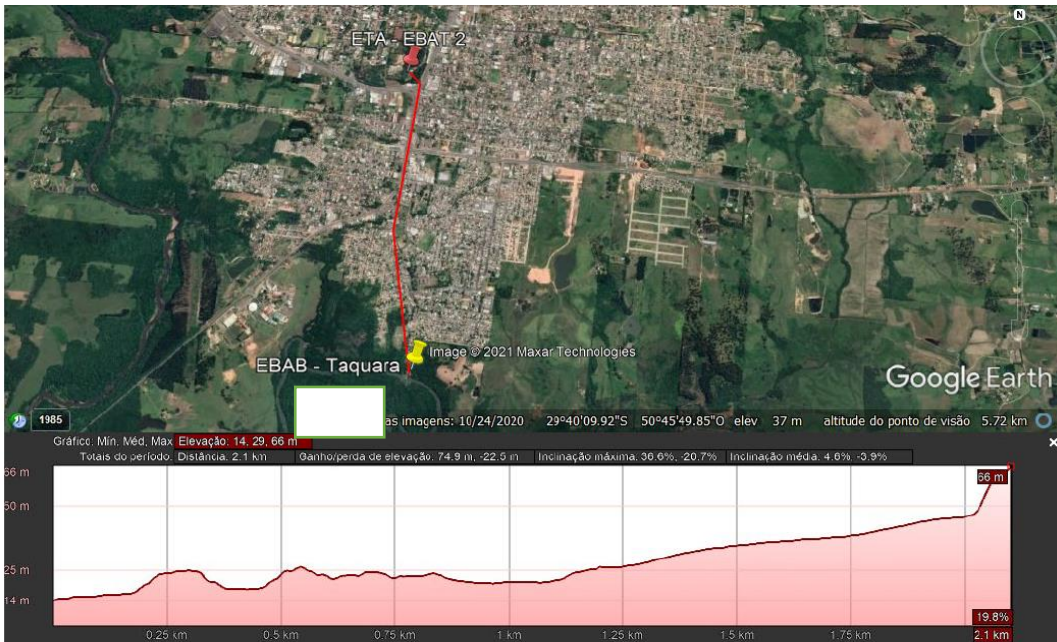 N
ETA - EBAT 2
Image © 2021 Maxar Technologies
EBAB - Taquara
Google Earth
1985
as imagens: 10/24/2020 29°40'09.92"S 50°45'49.85"O elev 37 m altitude do ponto de visão 5.72 km
Gráfico: Mín. Méd, Max Elevação: 14, 29, 66 m
Totais do período: Distância: 2.1 km Ganho/perda de elevação: 74.9 m, -22.5 m Inclinação máxima: 36.6%, -20.7% Inclinação média: 4.6%, -3.9%
66 m
66 m
50 m
25 m
14 m
19.8%
0.25 km 0.5 km 0.75 km 1 km 1.25 km 1.5 km 1.75 km 2.1 km